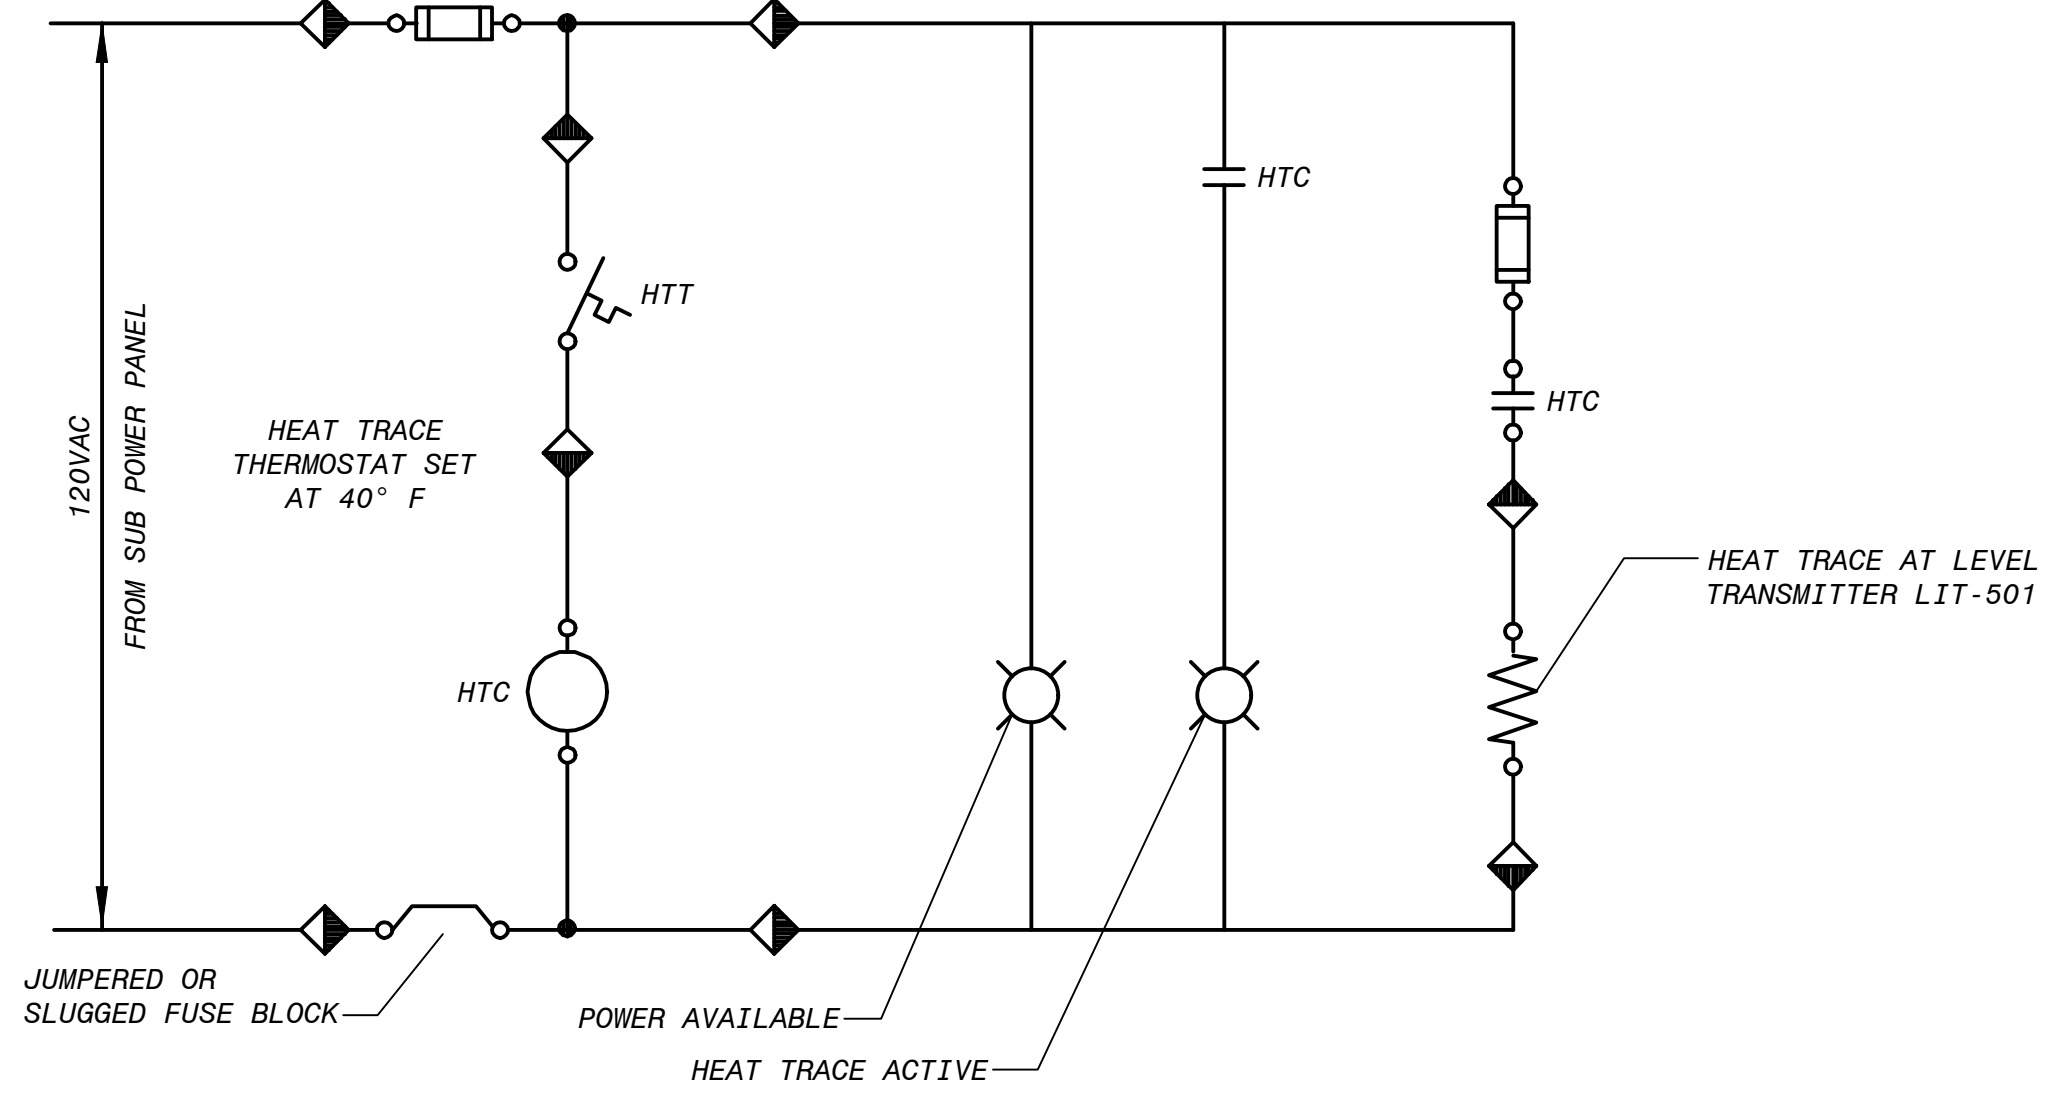 HTC
HTT
120VAC
FROM SUB POWER PANEL
HEAT TRACE
THERMOSTAT SET
AT 40° F
HTC
HEAT TRACE AT LEVEL
TRANSMITTER LIT-501
HTC
JUMPERED OR
SLUGGED FUSE BLOCK
POWER AVAILABLE
HEAT TRACE ACTIVE